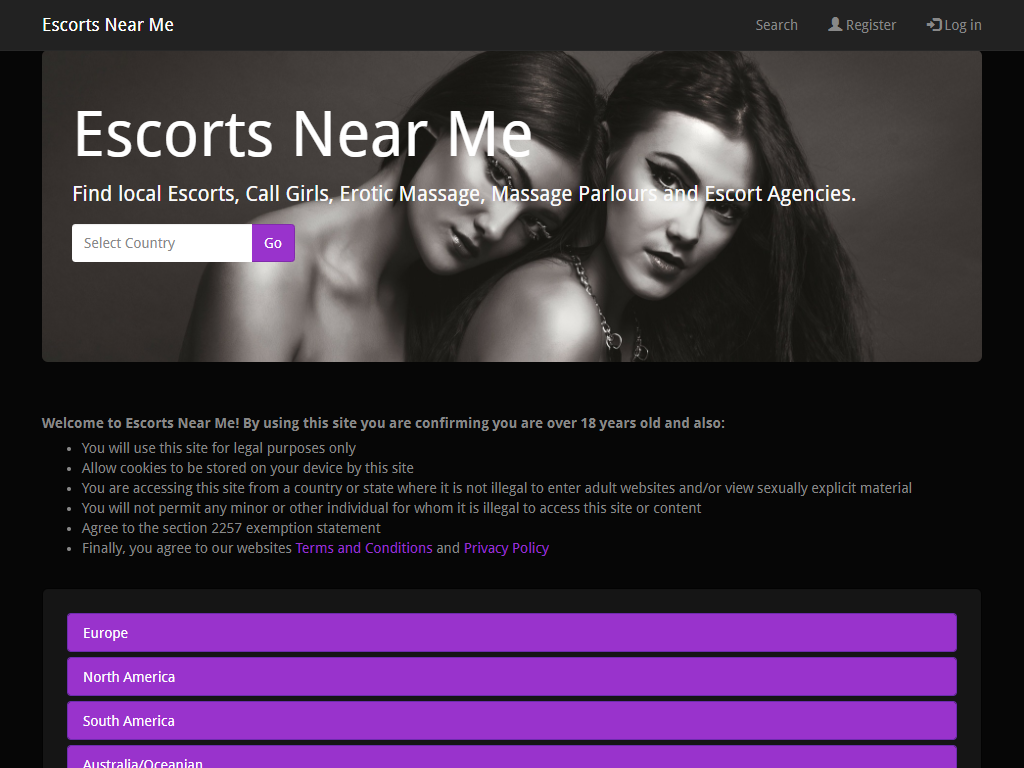 Escorts Near Me
Search
Register
Log in
Escorts Near Me
Find local Escorts, Call Girls, Erotic Massage, Massage Parlours and Escort Agencies.
Select Country
Go
Welcome to Escorts Near Me! By using this site you are confirming you are over 18 years old and also:
You will use this site for legal purposes only
Allow cookies to be stored on your device by this site
You are accessing this site from a country or state where it is not illegal to enter adult websites and/or view sexually explicit material
You will not permit any minor or other individual for whom it is illegal to access this site or content
Agree to the section 2257 exemption statement
Finally, you agree to our websites Terms and Conditions and Privacy Policy
Europe
North America
South America
Australia/Oceanian